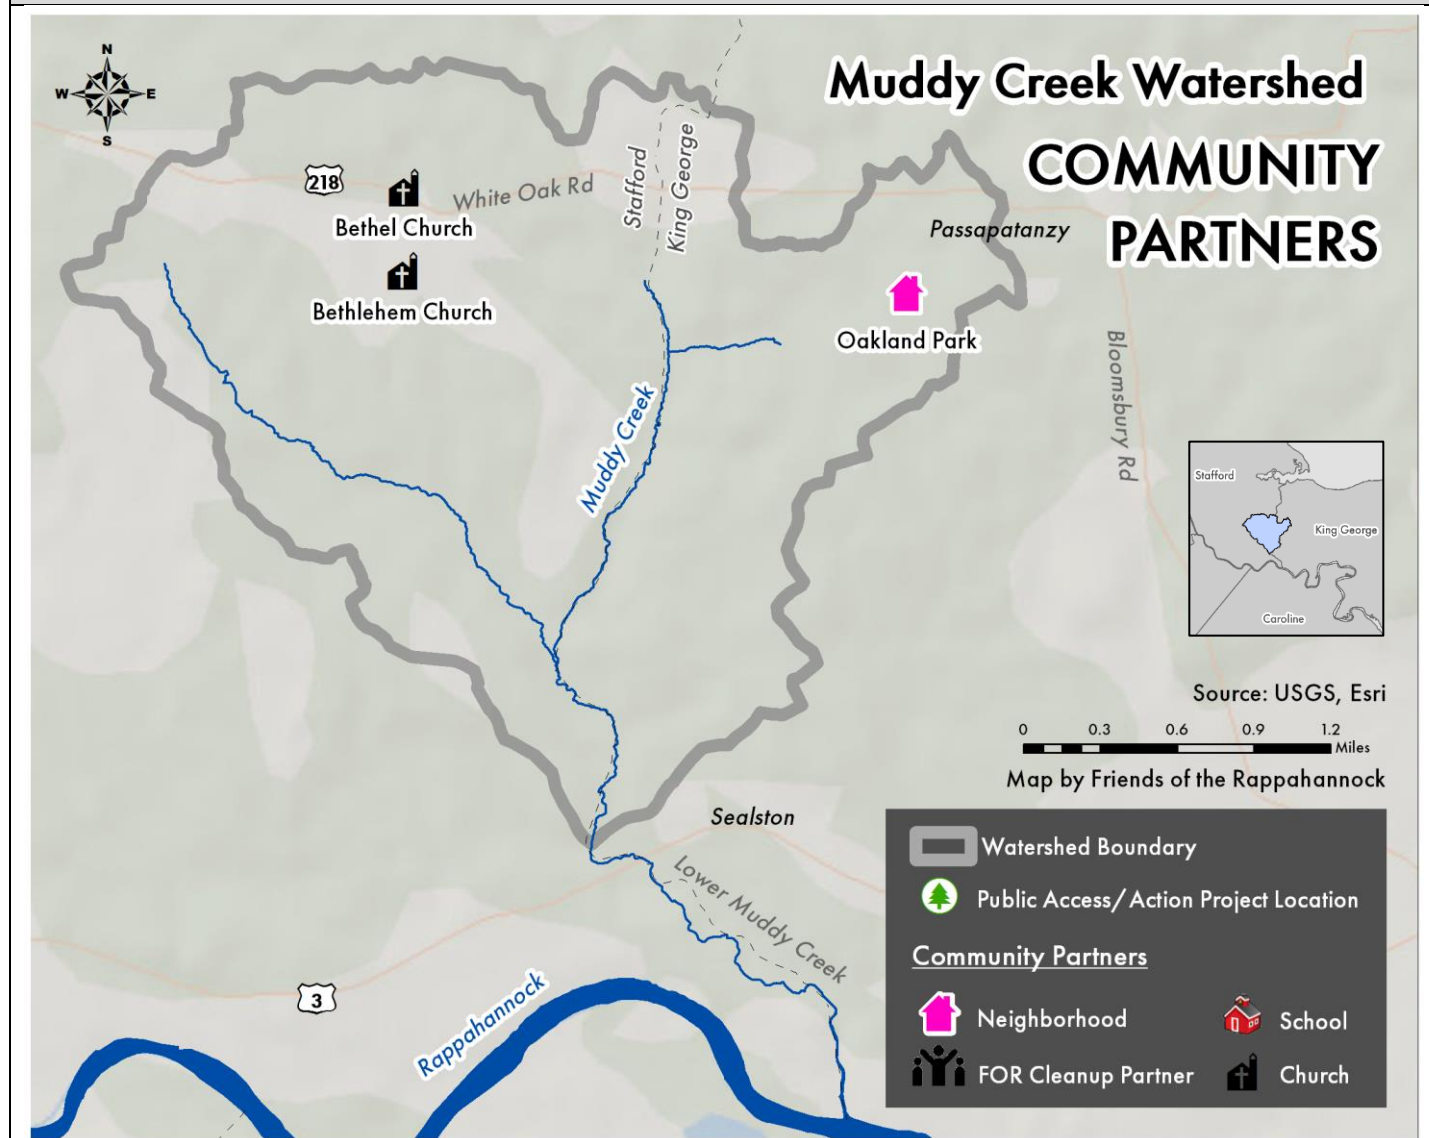 Muddy Creek Watershed
COMMUNITY
PARTNERS
N
W E
S
218
White Oak Rd
Stafford
King George
Bethel Church
Bethlehem Church
Passapatanzy
Oakland Park
Muddy Creek
Bloomsbury Rd
Stafford
King George
Caroline
Source: USGS, Esri
0 0.3 0.6 0.9 1.2
Miles
Map by Friends of the Rappahannock
Sealston
Lower Muddy Creek
3
Rappahannock
Watershed Boundary
Public Access/Action Project Location
Community Partners
Neighborhood
School
FOR Cleanup Partner
Church